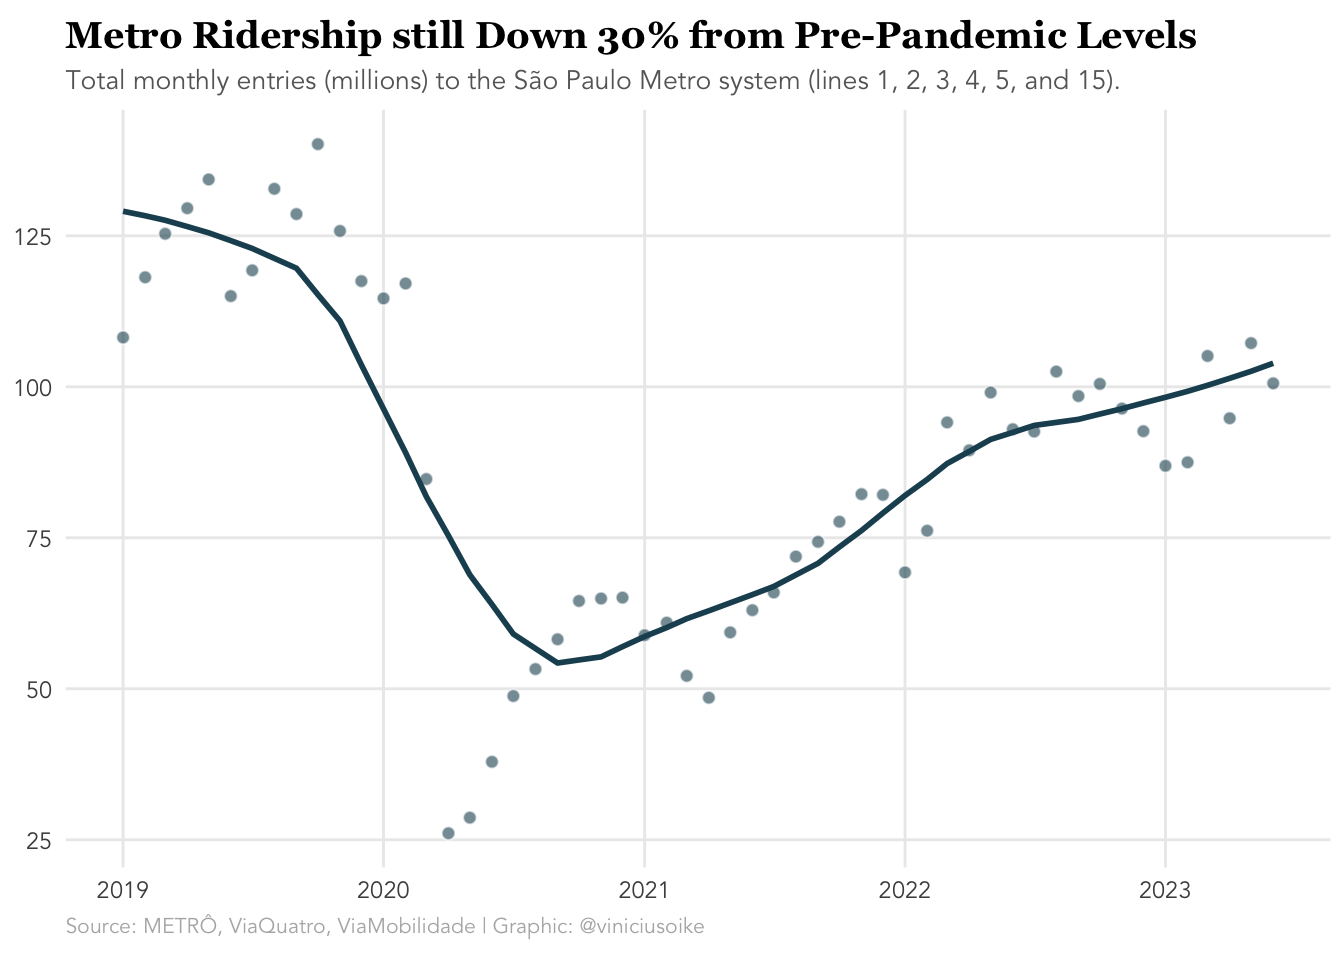 Metro Ridership still Down 30% from Pre-Pandemic Levels
Total monthly entries (millions) to the São Paulo Metro system (lines 1, 2, 3, 4, 5, and 15).
125
100
75
50
25
2019 2020 2021 2022 2023
Source: METRÔ, ViaQuatro, ViaMobilidade | Graphic: @viniciusoike